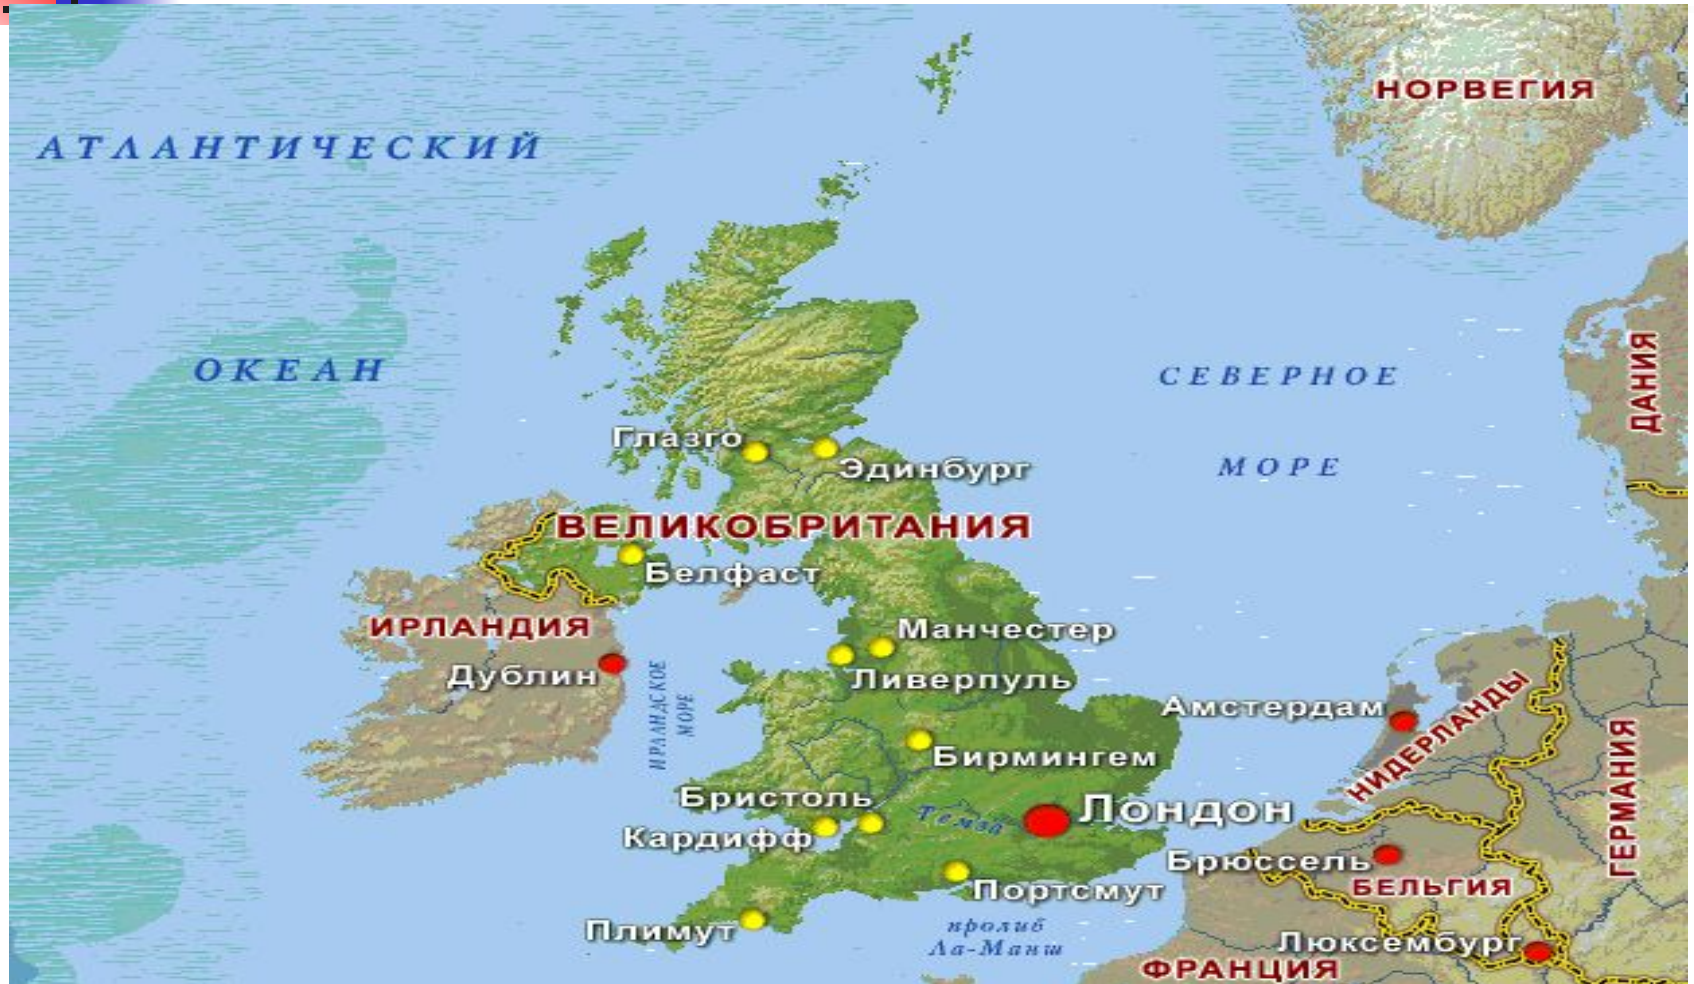 НОРВЕГИЯ
АТЛАНТИЧЕСКИЙ
ОКЕАН
СЕВЕРНОЕ
МОРЕ
ДАНИЯ
Глазго
Эдинбург
ВЕЛИКОБРИТАНИЯ
Белфаст
ИРЛАНДИЯ
Дублин
ИРЛАНДСКОЕ
МОРЕ
Манчестер
Ливерпуль
Бирмингем
Амстердам
НИДЕРЛАНДЫ
ГЕРМАНИЯ
Бристоль
Кардифф
Темза
Лондон
Брюссель
БЕЛЬГИЯ
Портсмут
Плимут
пролив
Ла-Манш
Люксембург
ФРАНЦИЯ